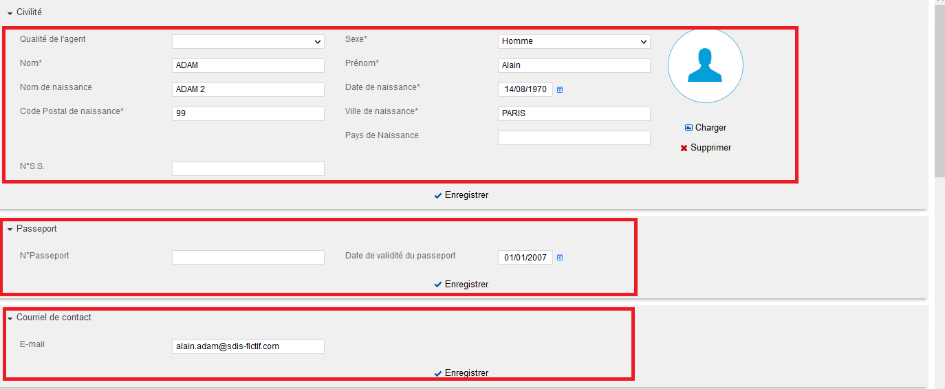 Civilité
Qualité de l'agent Sexe* Homme
Nom* ADAM Prénom* Alain
Nom de naissance ADAM 2 Date de naissance* 14/08/1970
Code Postal de naissance* 99 Ville de naissance* PARIS
Pays de Naissance
Charger
Supprimer
N°S.S.
Enregistrer
Passeport
N°Passeport Date de validité du passeport 01/01/2007
Enregistrer
Courriel de contact
E-mail alain.adam@sdis-fictif.com
Enregistrer